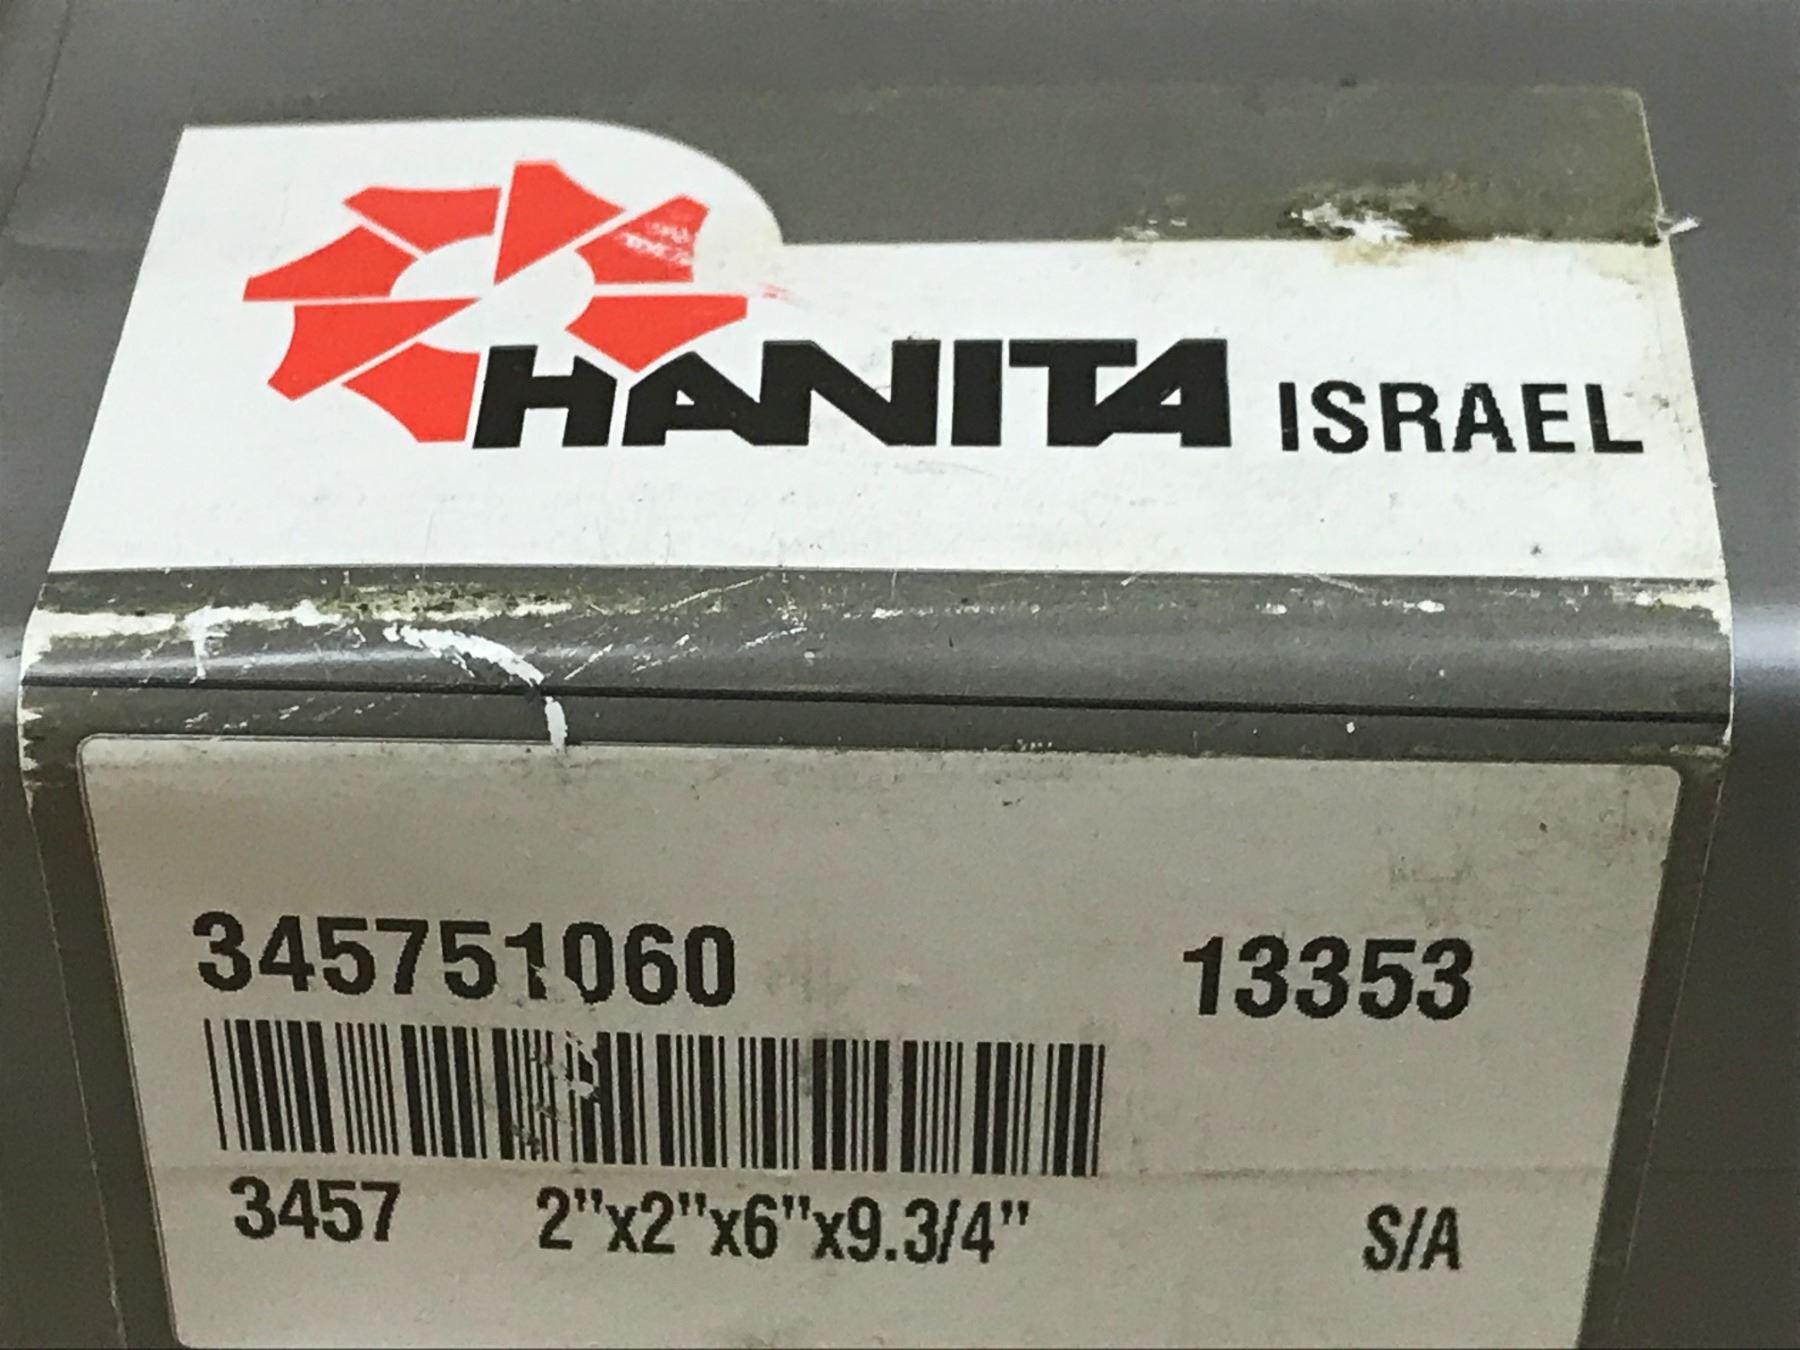 HANITA ISRAEL
345751060 13353
3457 2"x2"x6"x9.3/4" S/A